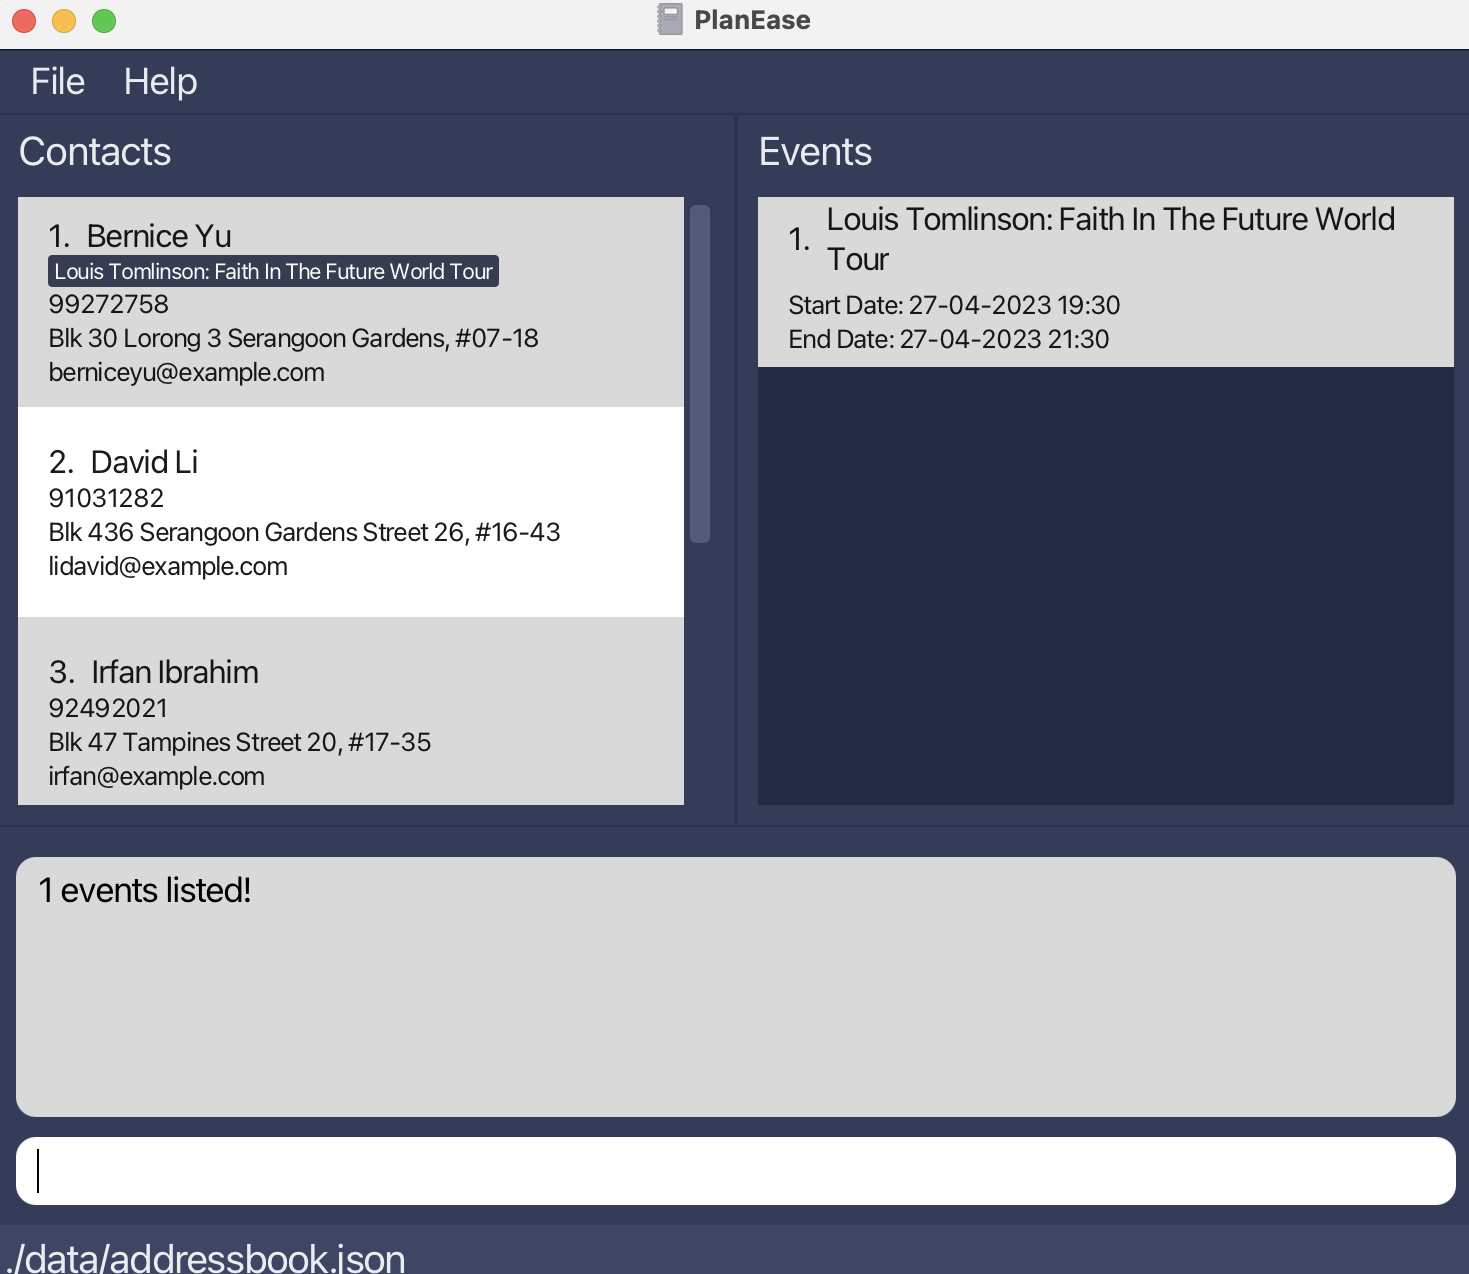 PlanEase
File Help
Contacts
1. Bernice Yu
Louis Tomlinson: Faith In The Future World Tour
99272758
Blk 30 Lorong 3 Serangoon Gardens, #07-18
berniceyu@example.com
2. David Li
91031282
Blk 436 Serangoon Gardens Street 26, #16-43
lidavid@example.com
3. Irfan Ibrahim
92492021
Blk 47 Tampines Street 20, #17-35
irfan@example.com
Events
1. Louis Tomlinson: Faith In The Future World
Tour
Start Date: 27-04-2023 19:30
End Date: 27-04-2023 21:30
1 events listed!
./data/addressbook.json